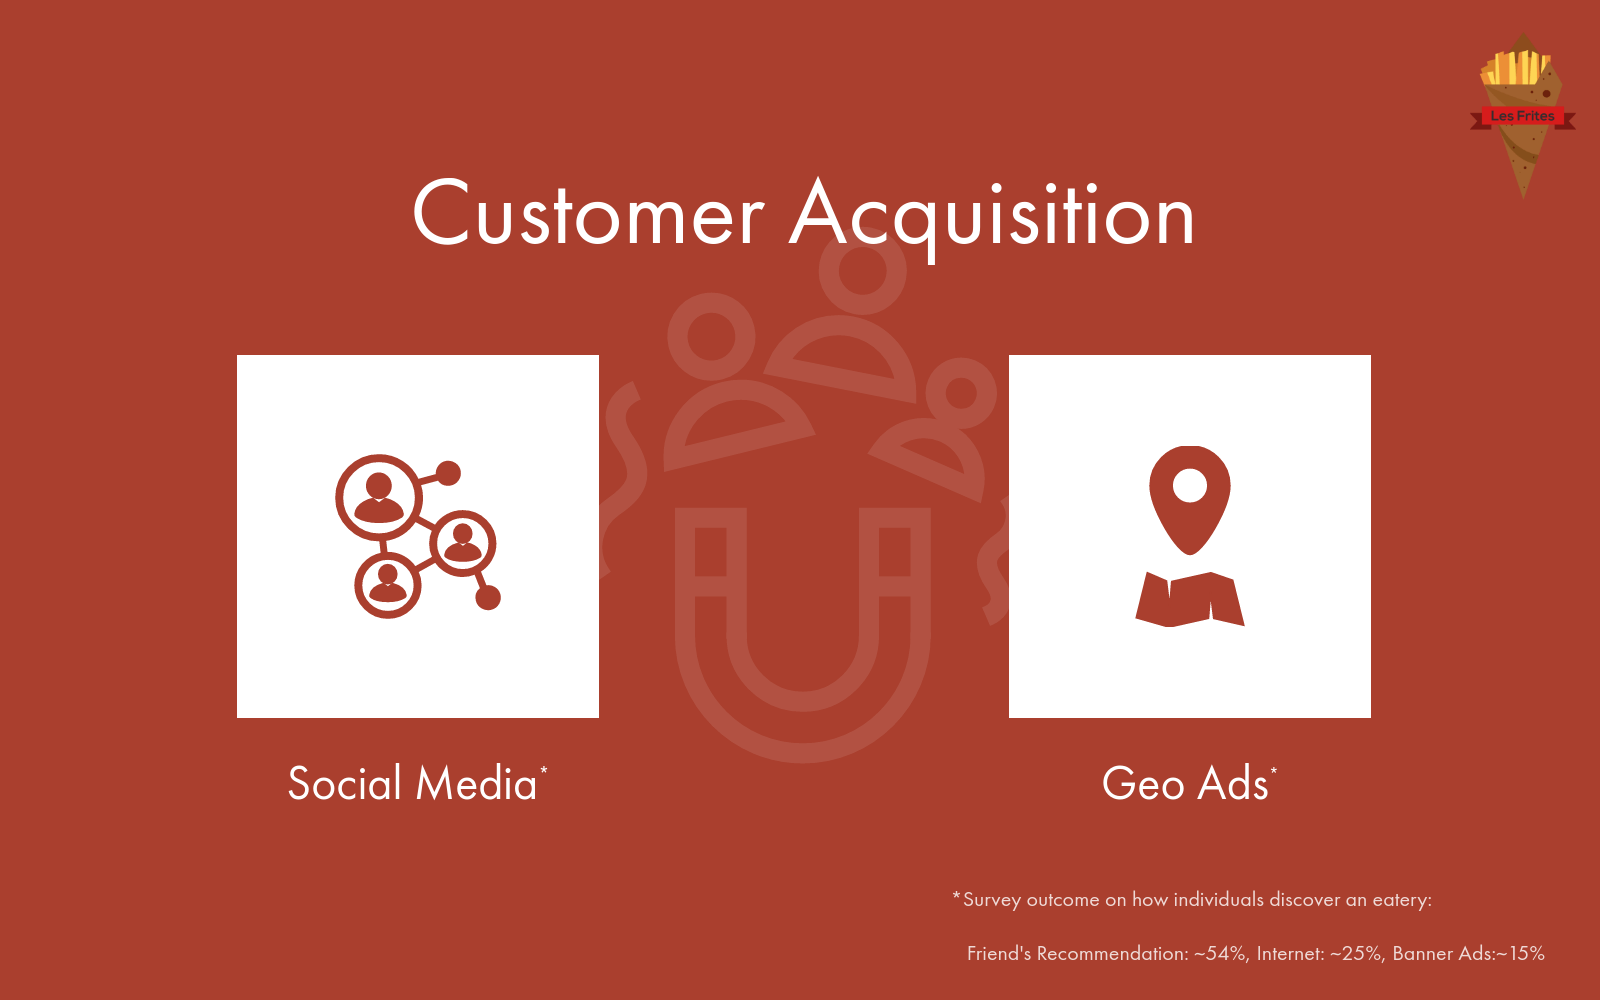 Les Frites
Customer Acquisition
Social Media*
Geo Ads*
*Survey outcome on how individuals discover an eatery:
Friend's Recommendation: ~54%, Internet: ~25%, Banner Ads:~15%